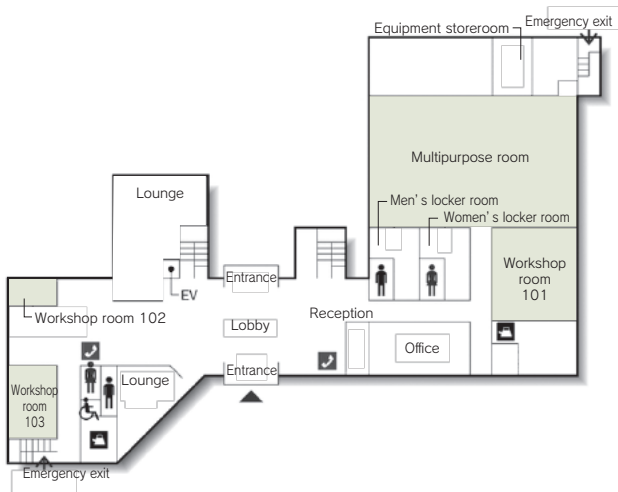 Emergency exit
Equipment storeroom
Multipurpose room
Lounge
Men's locker room
Women's locker room
Workshop
room
101
Entrance
EV
Workshop room 102
Reception
Lobby
Office
Entrance
Lounge
Workshop
room
103
Emergency exit